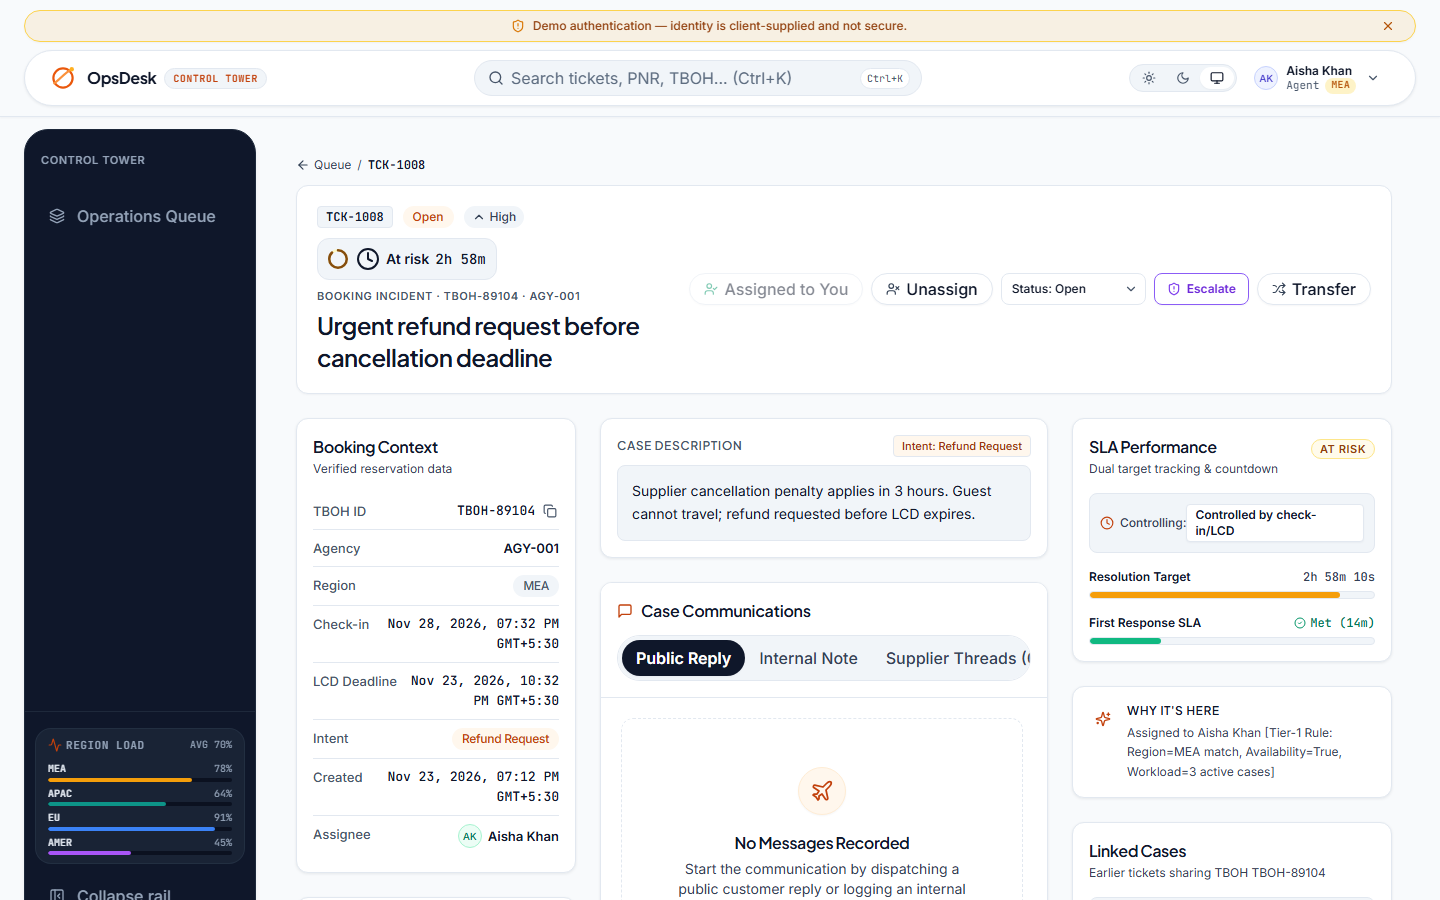 Demo authentication — identity is client-supplied and not secure.
OpsDesk CONTROL TOWER
Search tickets, PNR, TBOH... (Ctrl+K) Ctrl+K
AK Aisha Khan
Agent MEA
CONTROL TOWER
Operations Queue
REGION LOAD AVG 70%
MEA 78%
APAC 64%
EU 91%
AMER 45%
Collapse rail
Queue / TCK-1008
TCK-1008 Open High
At risk 2h 58m
BOOKING INCIDENT · TBOH-89104 · AGY-001
Urgent refund request before
cancellation deadline
Assigned to You Unassign Status: Open Escalate Transfer
Booking Context
Verified reservation data
TBOH ID TBOH-89104
Agency AGY-001
Region MEA
Check-in Nov 28, 2026, 07:32 PM
GMT+5:30
LCD Deadline Nov 23, 2026, 10:32
PM GMT+5:30
Intent Refund Request
Created Nov 23, 2026, 07:12 PM
GMT+5:30
Assignee AK Aisha Khan
CASE DESCRIPTION Intent: Refund Request
Supplier cancellation penalty applies in 3 hours. Guest
cannot travel; refund requested before LCD expires.
Case Communications
Public Reply Internal Note Supplier Threads (
No Messages Recorded
Start the communication by dispatching a
public customer reply or logging an internal
SLA Performance AT RISK
Dual target tracking & countdown
Controlling: Controlled by check-
in/LCD
Resolution Target 2h 58m 10s
First Response SLA Met (14m)
WHY IT'S HERE
Assigned to Aisha Khan [Tier-1 Rule:
Region=MEA match, Availability=True,
Workload=3 active cases]
Linked Cases
Earlier tickets sharing TBOH TBOH-89104